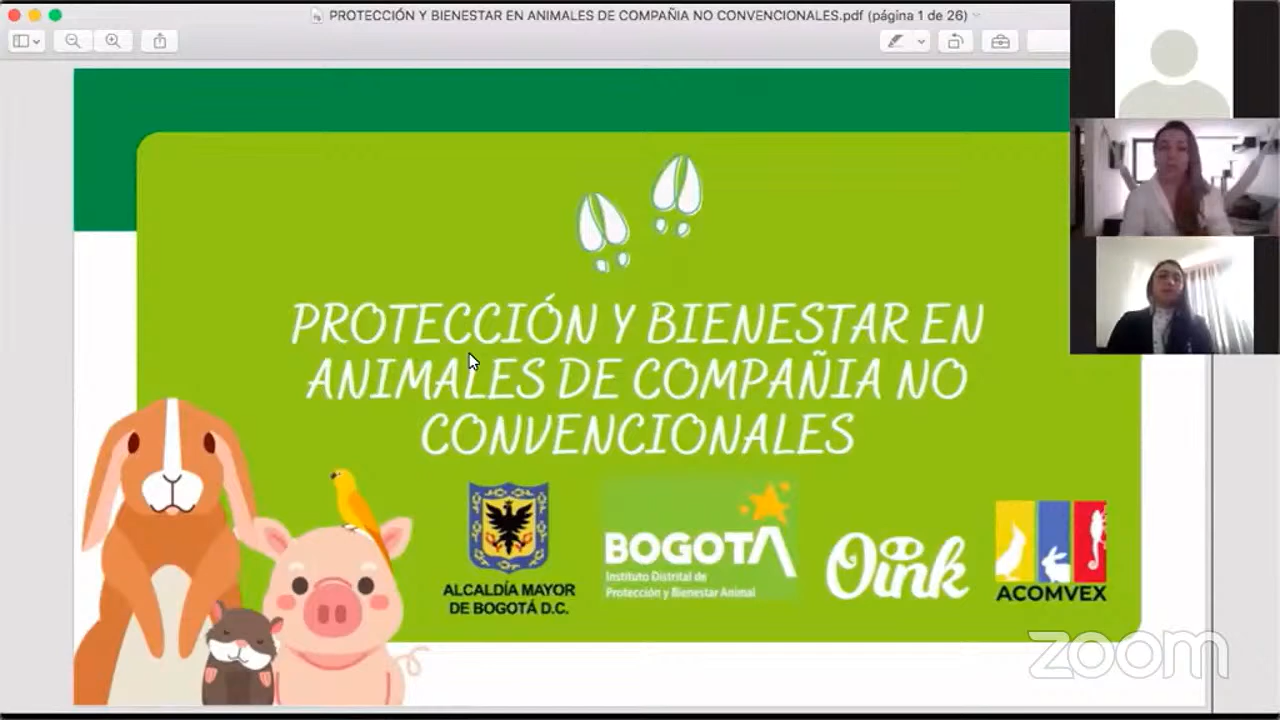 PROTECCIÓN Y BIENESTAR EN ANIMALES DE COMPAÑIA NO CONVENCIONALES.pdf (página 1 de 26)
PROTECCIÓN Y BIENESTAR EN
ANIMALES DE COMPAÑIA NO
CONVENCIONALES
ALCALDÍA MAYOR
DE BOGOTÁ D.C.
BOGOTÁ
Instituto Distrital de
Protección y Bienestar Animal
Oink
ACOMVEX
zoom